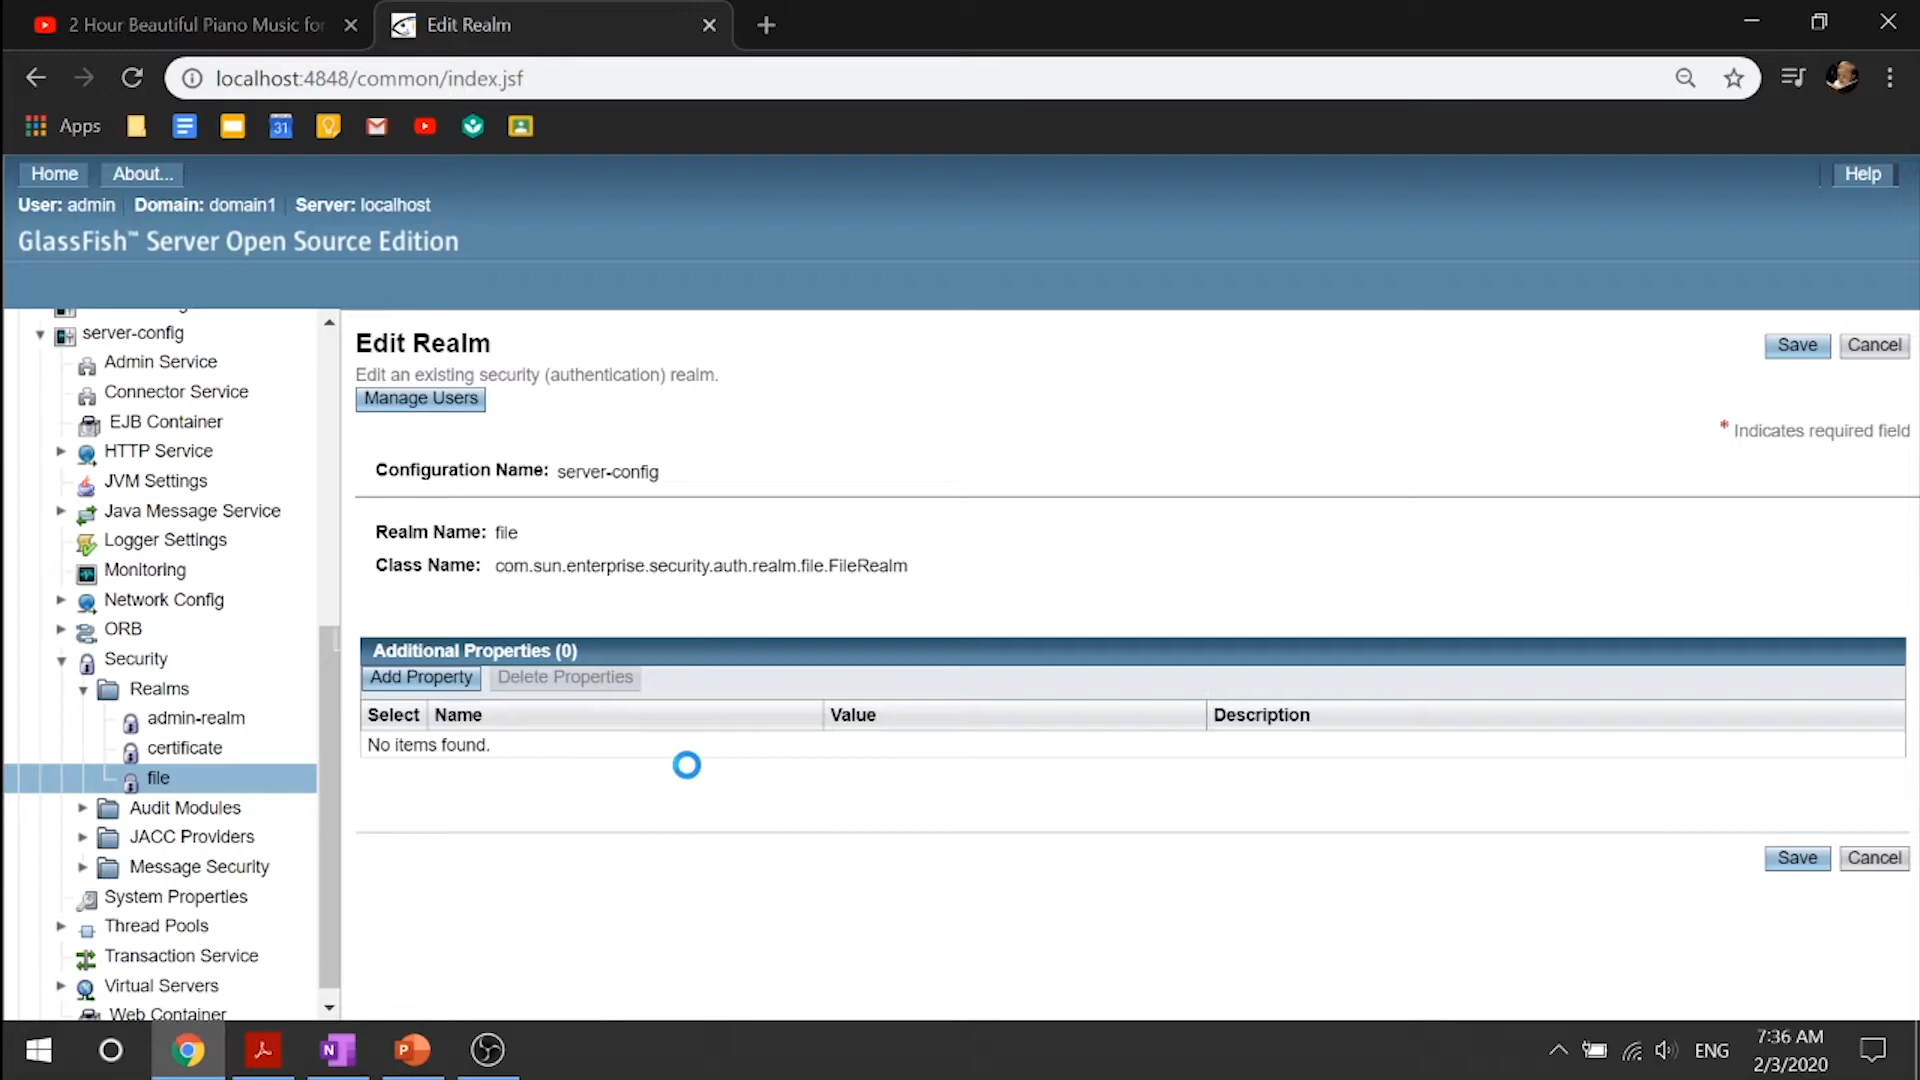 2 Hour Beautiful Piano Music for
Edit Realm
localhost:4848/common/index.jsf
Apps
31
Home
About...
Help
User: admin Domain: domain1 Server: localhost
GlassFish™ Server Open Source Edition
server-config
Admin Service
Connector Service
EJB Container
HTTP Service
JVM Settings
Java Message Service
Logger Settings
Monitoring
Network Config
ORB
Security
Realms
admin-realm
certificate
file
Audit Modules
JACC Providers
Message Security
System Properties
Thread Pools
Transaction Service
Virtual Servers
Web Container
Edit Realm
Save
Cancel
Edit an existing security (authentication) realm.
Manage Users
* Indicates required field
Configuration Name: server-config
Realm Name: file
Class Name: com.sun.enterprise.security.auth.realm.file.FileRealm
Additional Properties (0)
Add Property
Delete Properties
Select Name Value Description
No items found.
Save
Cancel
N
P
ENG
7:36 AM
2/3/2020